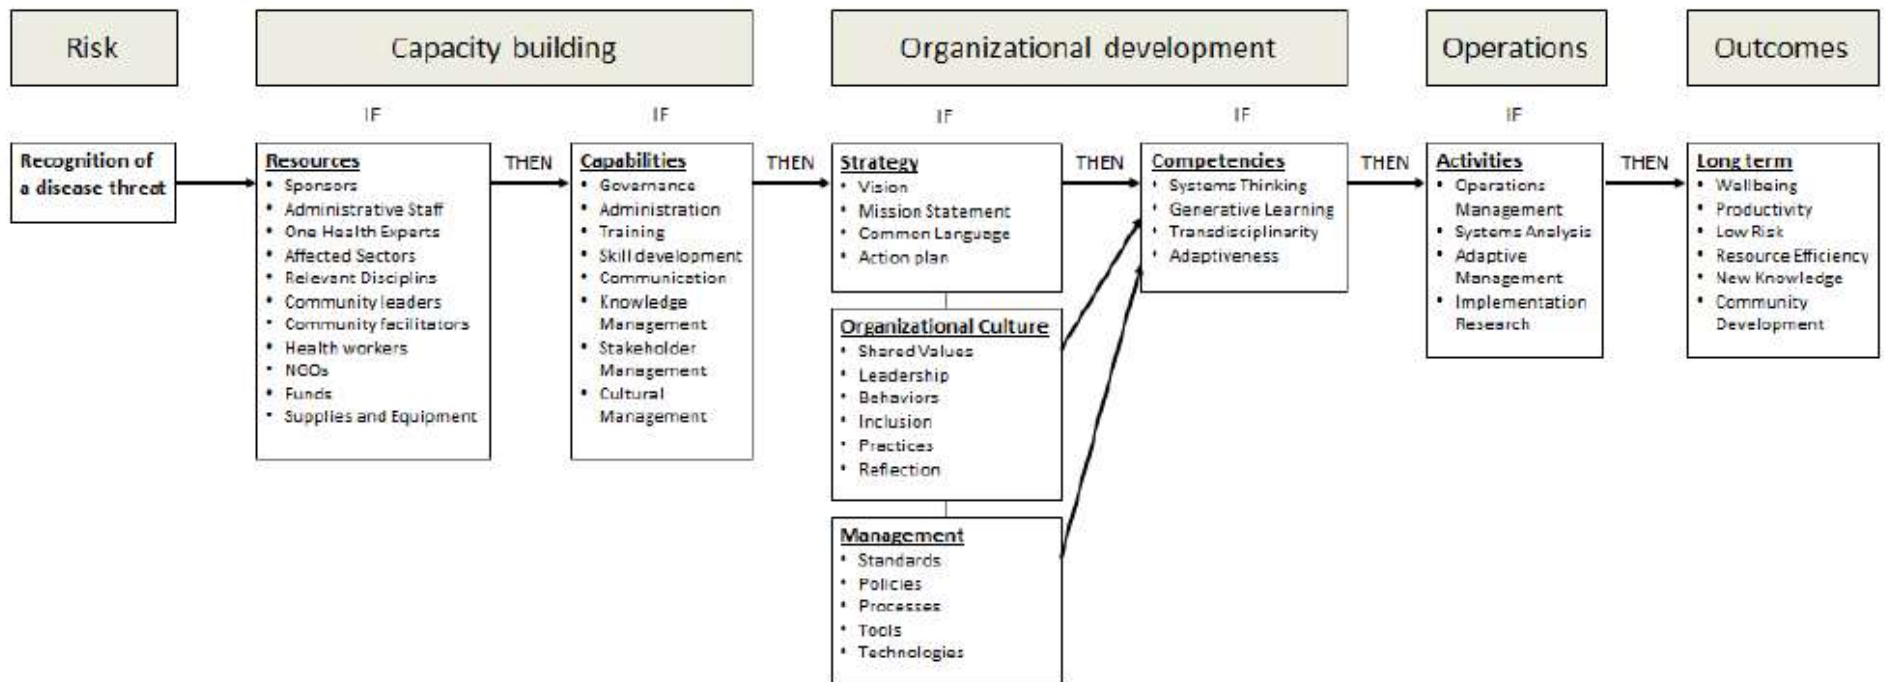 Risk
Capacity building
Organizational development
Operations
Outcomes
IF
IF
IF
IF
IF
Recognition of
a disease threat
Resources
• Sponsors
• Administrative Staff
• One Health Experts
• Affected Sectors
• Relevant Disciplins
• Community leaders
• Community facilitators
• Health workers
• NGOs
• Funds
• Supplies and Equipment
THEN
Capabilities
• Governance
• Administration
• Training
• Skill development
• Communication
• Knowledge
Management
• Stakeholder
Management
• Cultural
Management
THEN
Strategy
• Vision
• Mission Statement
• Common Language
• Action plan
Organizational Culture
• Shared Values
• Leadership
• Behaviors
• Inclusion
• Practices
• Reflection
Management
• Standards
• Policies
• Processes
• Tools
• Technologies
THEN
Competencies
• Systems Thinking
• Generative Learning
• Transdisciplinarity
• Adaptiveness
THEN
Activities
• Operations
Management
• Systems Analysis
• Adaptive
Management
• Implementation
Research
THEN
Long term
• Wellbeing
• Productivity
• Low Risk
• Resource Efficiency
• New Knowledge
• Community
Development